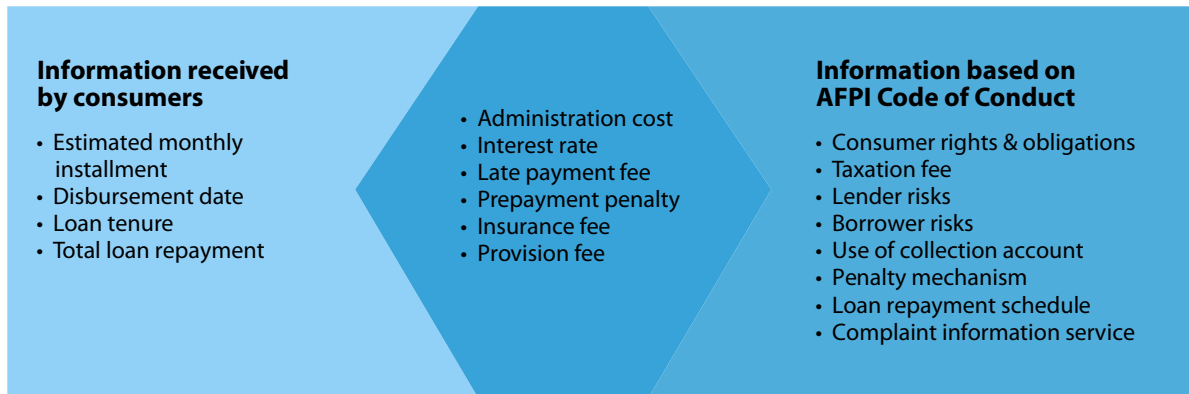 Information received
by consumers
• Estimated monthly
installment
• Disbursement date
• Loan tenure
• Total loan repayment
• Administration cost
• Interest rate
• Late payment fee
• Prepayment penalty
• Insurance fee
• Provision fee
Information based on
AFPI Code of Conduct
• Consumer rights & obligations
• Taxation fee
• Lender risks
• Borrower risks
• Use of collection account
• Penalty mechanism
• Loan repayment schedule
• Complaint information service